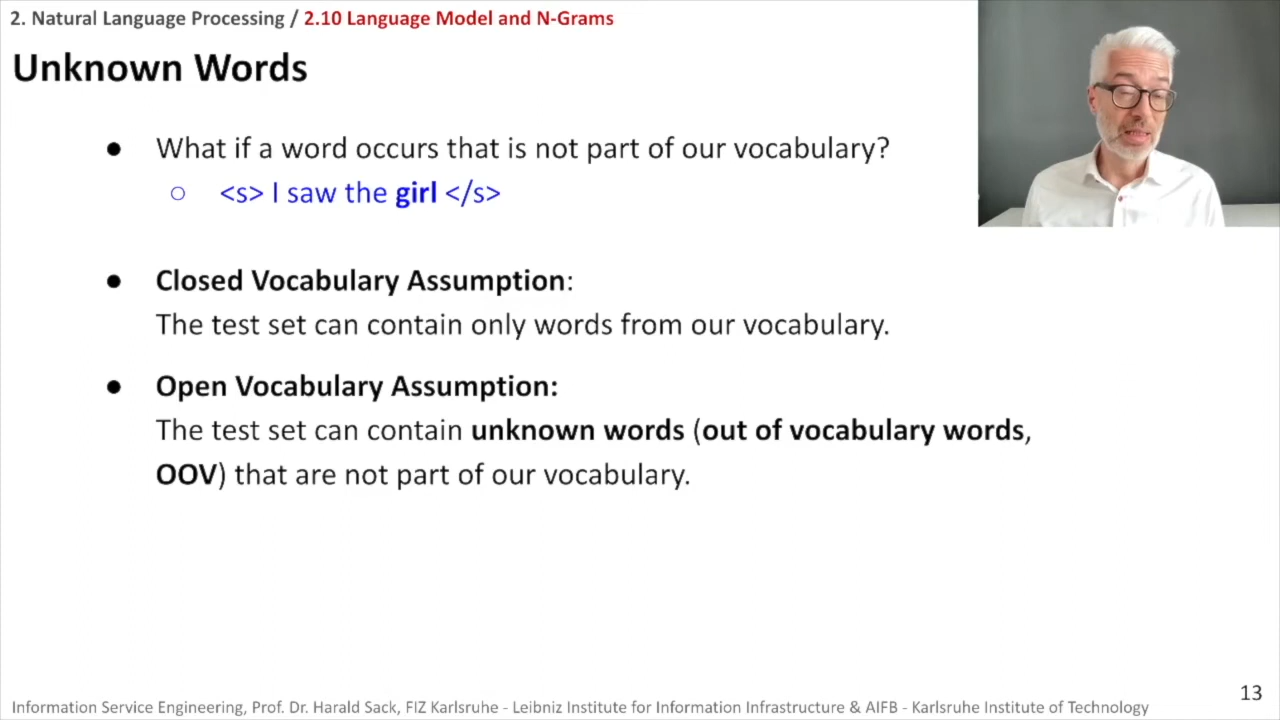 2. Natural Language Processing / 2.10 Language Model and N-Grams
Unknown Words
● What if a word occurs that is not part of our vocabulary?
○ <s> I saw the girl </s>
● Closed Vocabulary Assumption:
The test set can contain only words from our vocabulary.
● Open Vocabulary Assumption:
The test set can contain unknown words (out of vocabulary words,
OOV) that are not part of our vocabulary.
13
Information Service Engineering, Prof. Dr. Harald Sack, FIZ Karlsruhe - Leibniz Institute for Information Infrastructure & AIFB - Karlsruhe Institute of Technology